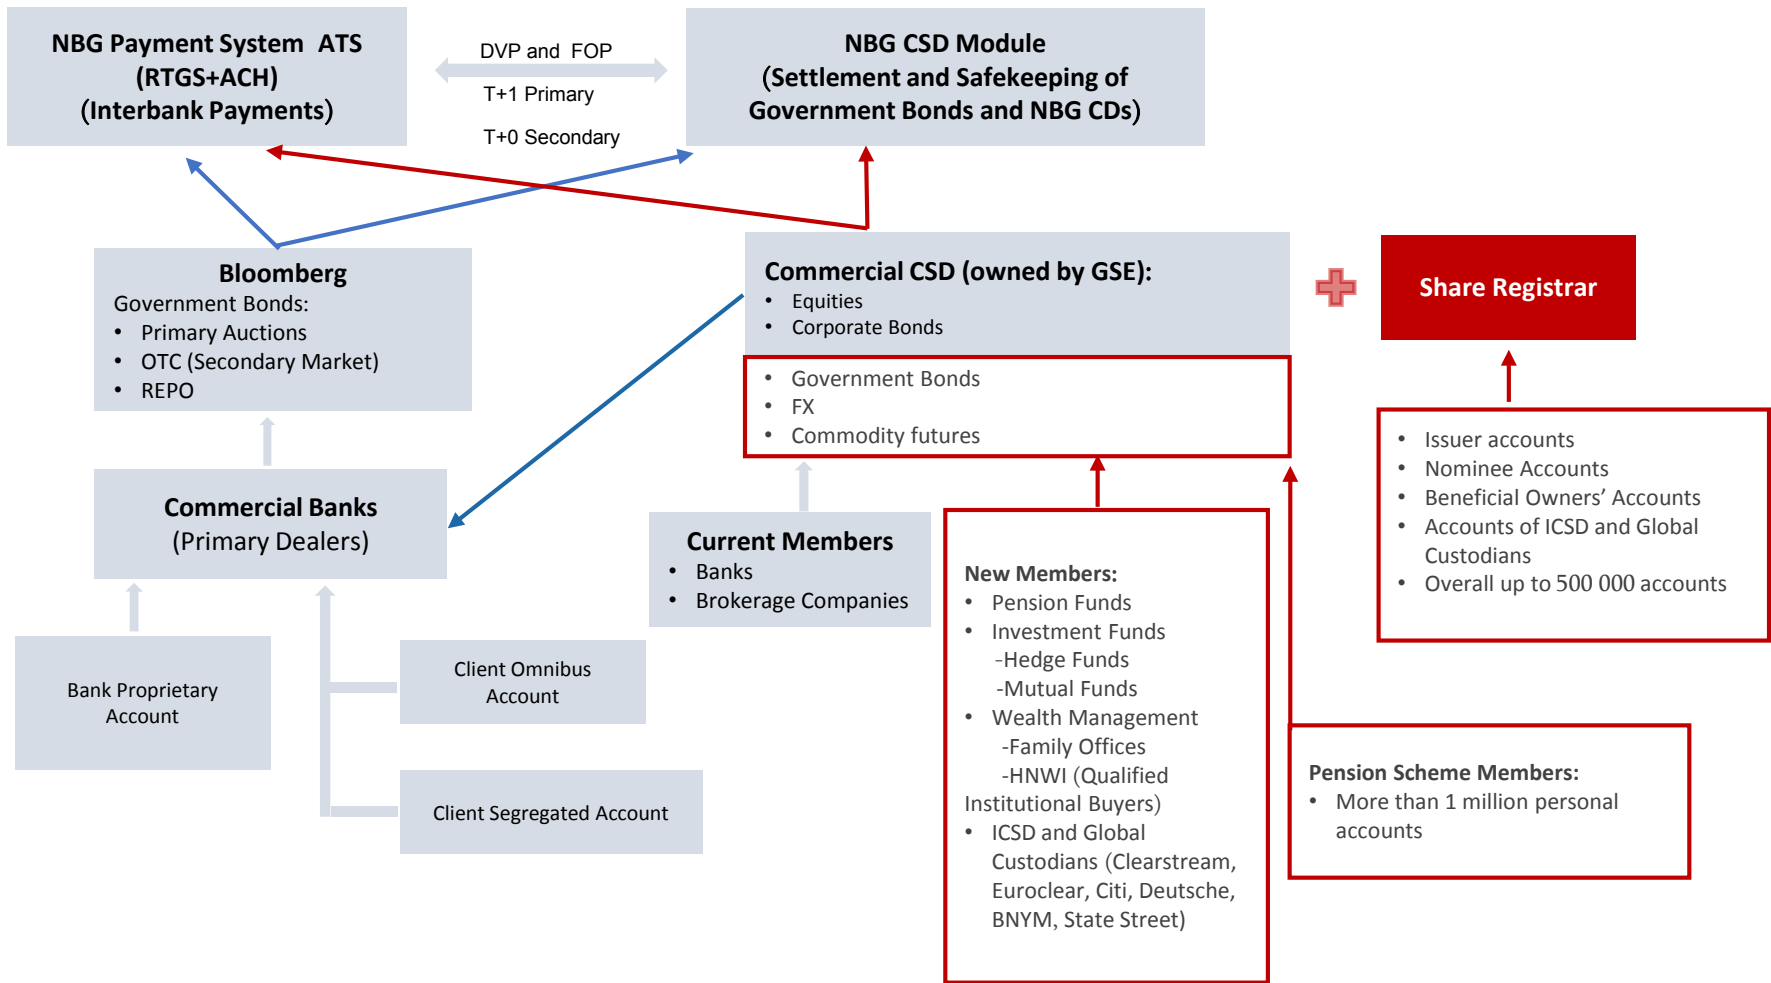 NBG Payment System ATS
(RTGS+ACH)
(Interbank Payments)
DVP and FOP
T+1 Primary
T+0 Secondary
NBG CSD Module
(Settlement and Safekeeping of
Government Bonds and NBG CDs)
Bloomberg
Government Bonds:
• Primary Auctions
• OTC (Secondary Market)
• REPO
Commercial CSD (owned by GSE):
• Equities
• Corporate Bonds
• Government Bonds
• FX
• Commodity futures
Share Registrar
• Issuer accounts
• Nominee Accounts
• Beneficial Owners’ Accounts
• Accounts of ICSD and Global
Custodians
• Overall up to 500 000 accounts
Commercial Banks
(Primary Dealers)
Current Members
• Banks
• Brokerage Companies
New Members:
• Pension Funds
• Investment Funds
-Hedge Funds
-Mutual Funds
• Wealth Management
-Family Offices
-HNWI (Qualified
Institutional Buyers)
• ICSD and Global
Custodians (Clearstream,
Euroclear, Citi, Deutsche,
BNYM, State Street)
Bank Proprietary
Account
Client Omnibus
Account
Client Segregated Account
Pension Scheme Members:
• More than 1 million personal
accounts